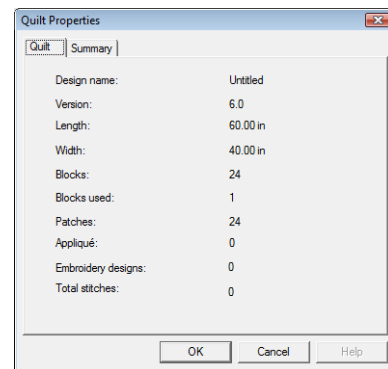 Quilt Properties
Quilt Summary
Design name: Untitled
Version: 6.0
Length: 60.00 in
Width: 40.00 in
Blocks: 24
Blocks used: 1
Patches: 24
Appliqué: 0
Embroidery designs: 0
Total stitches: 0
OK Cancel Help